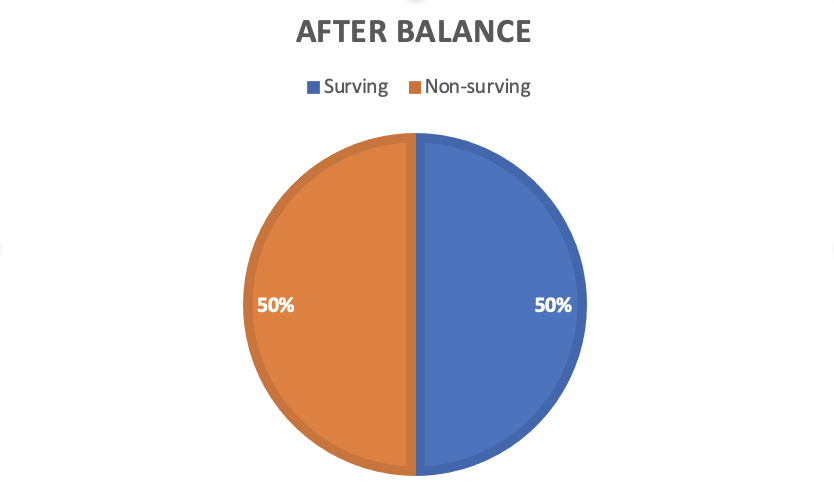 AFTER BALANCE
Surving Non-surving
50% 50%